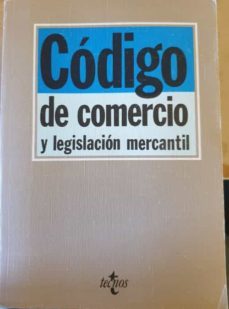 Código
de comercio
y legislación mercantil
tecnos